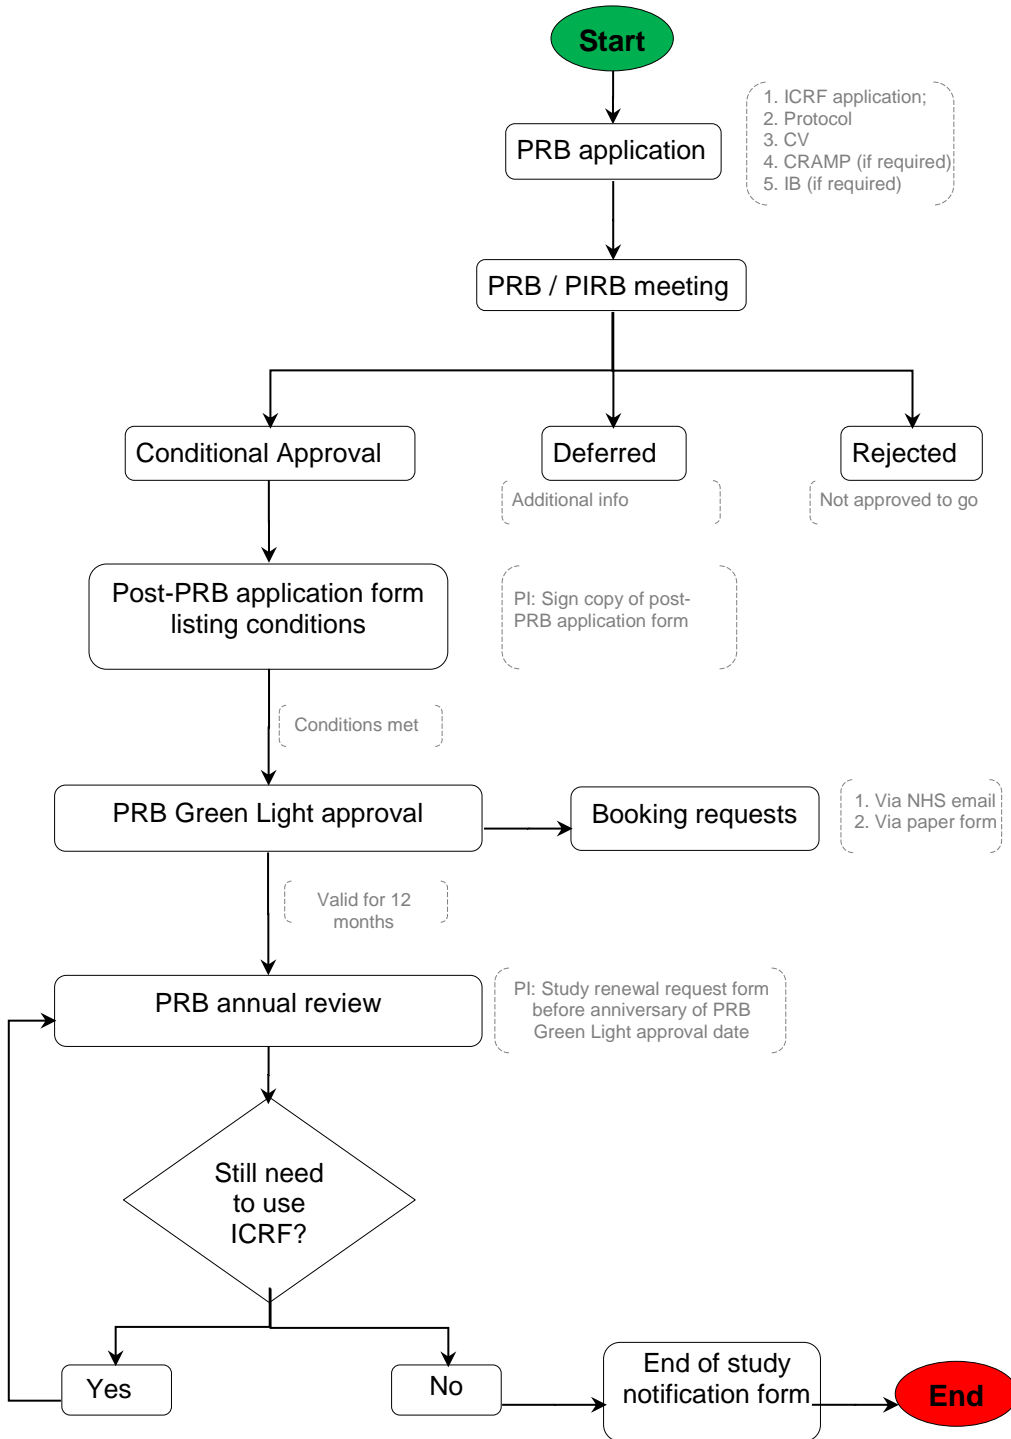 Start
1. ICRF application;
2. Protocol
3. CV
4. CRAMP (if required)
5. IB (if required)
PRB application
PRB / PIRB meeting
Conditional Approval
Deferred
Rejected
Additional info
Not approved to go
Post-PRB application form
listing conditions
PI: Sign copy of post-
PRB application form
Conditions met
PRB Green Light approval
Booking requests
1. Via NHS email
2. Via paper form
Valid for 12
months
PRB annual review
PI: Study renewal request form
before anniversary of PRB
Green Light approval date
Still need
to use
ICRF?
Yes
No
End of study
notification form
End